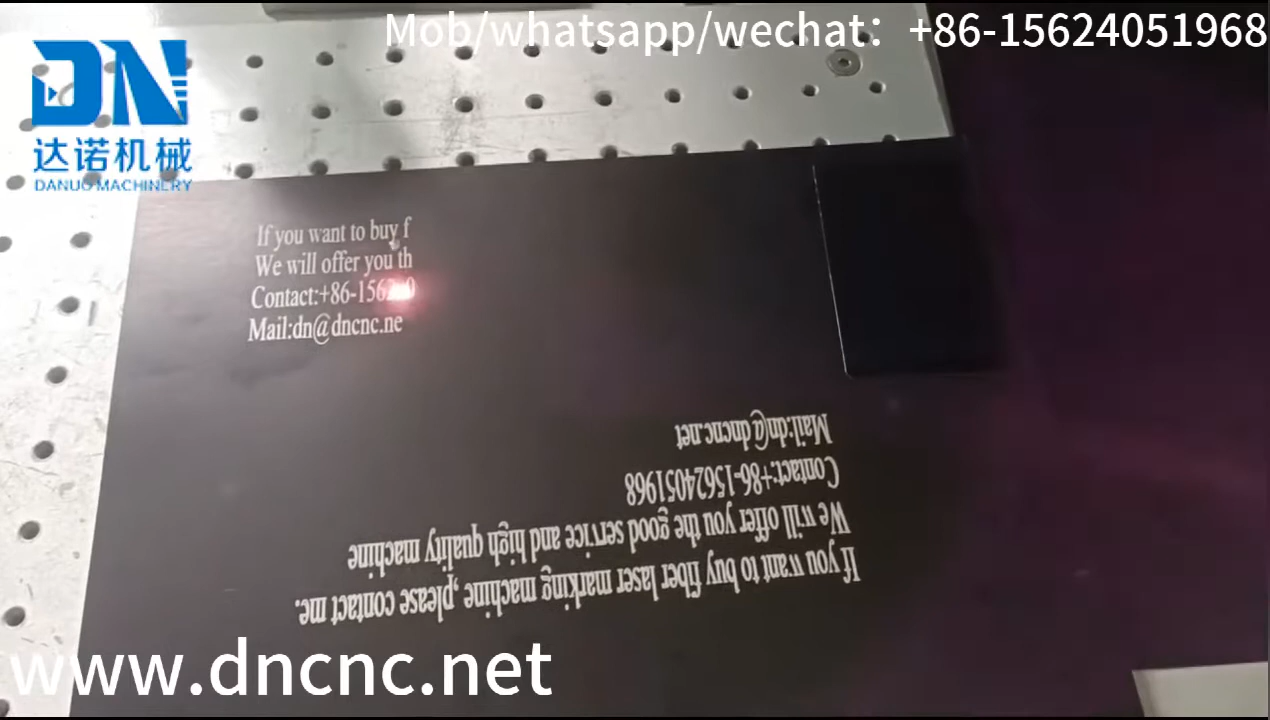 Mob/whatsapp/wechat：+86-15624051968
DN
达诺机械
DANUO MACHINERY
If you want to buy f
We will offer you th
Contact:+86-156
Mail:dn@dncnc.ne
If you want to buy fiber laser marking machine ,please contact me.
We will offer you the good service and high quality machine
Contact:+86-15624051968
Mail:dn@dncnc.net
www.dncnc.net